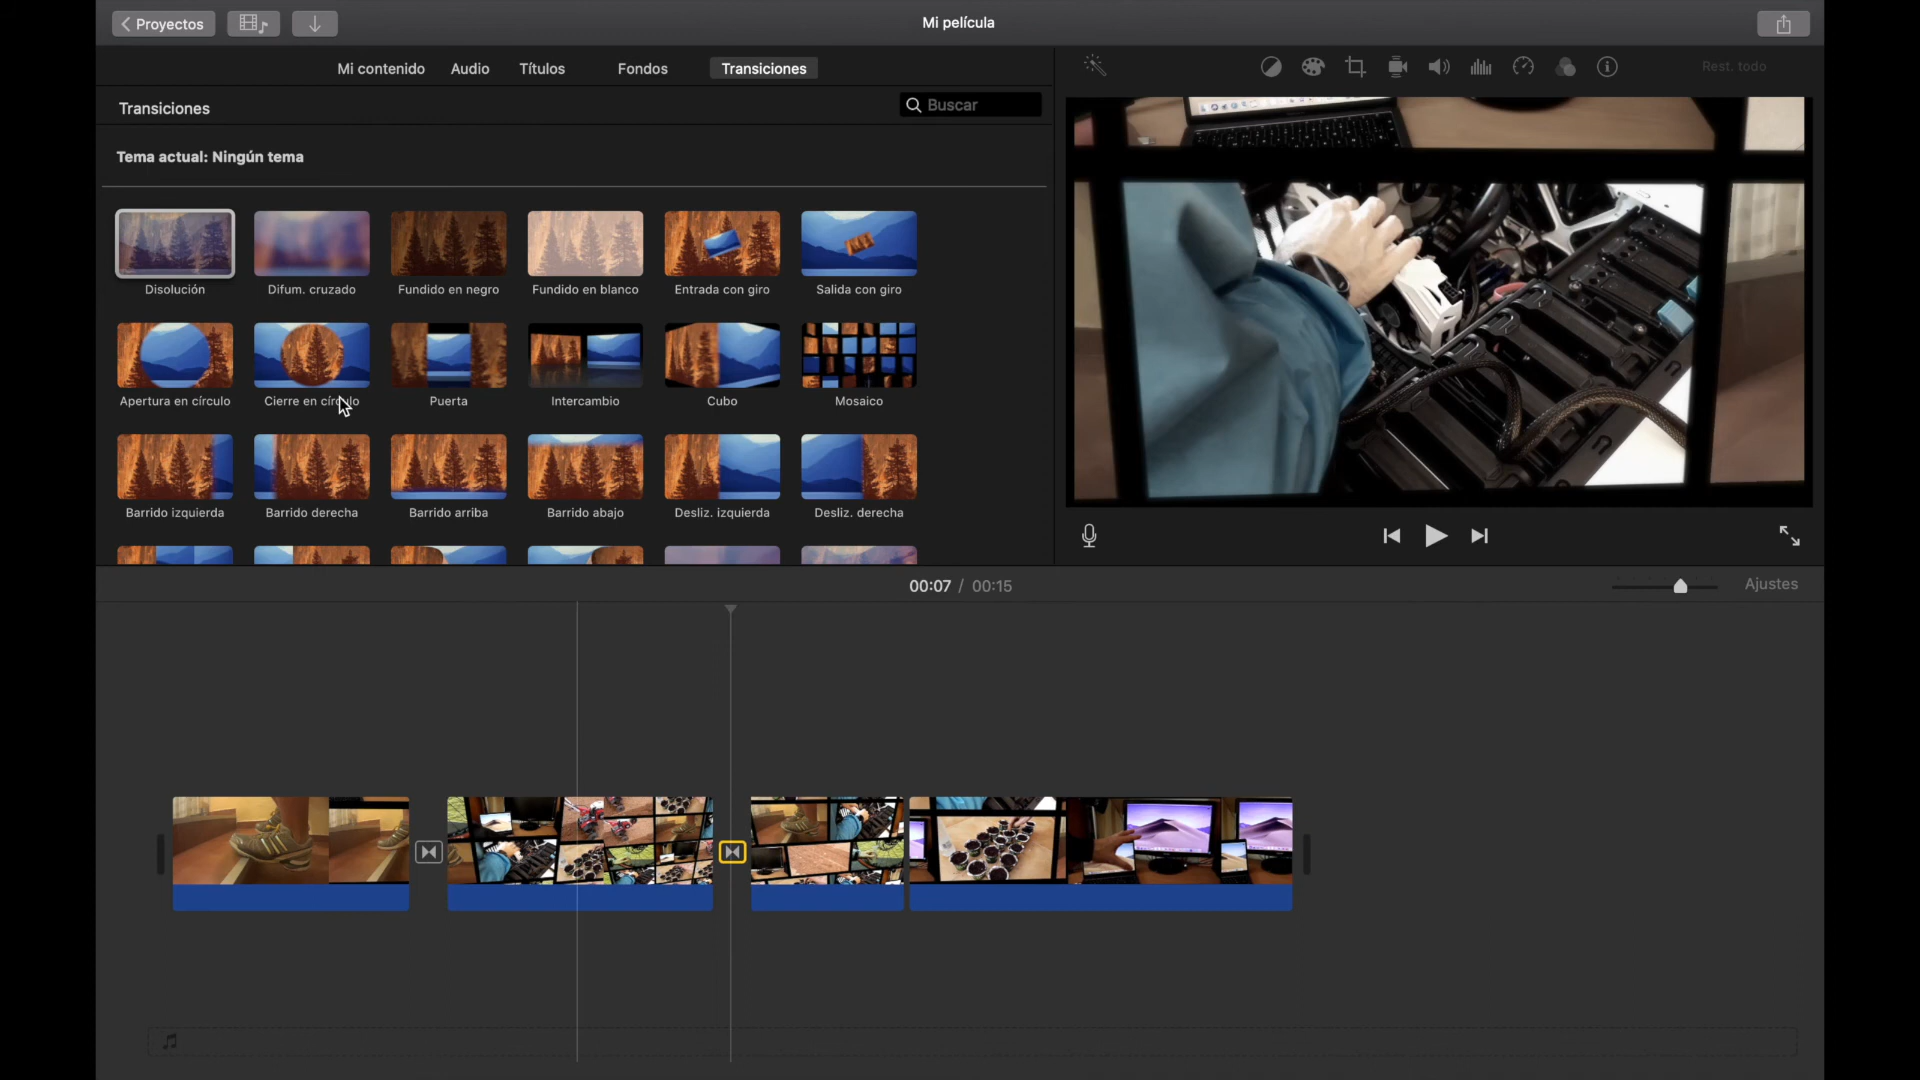 Proyectos
Mi película
Mi contenido
Audio
Títulos
Fondos
Transiciones
Rest. todo
Transiciones
Buscar
Tema actual: Ningún tema
Disolución
Difum. cruzado
Fundido en negro
Fundido en blanco
Entrada con giro
Salida con giro
Apertura en círculo
Cierre en círculo
Puerta
Intercambio
Cubo
Mosaico
Barrido izquierda
Barrido derecha
Barrido arriba
Barrido abajo
Desliz. izquierda
Desliz. derecha
00:07 / 00:15
Ajustes